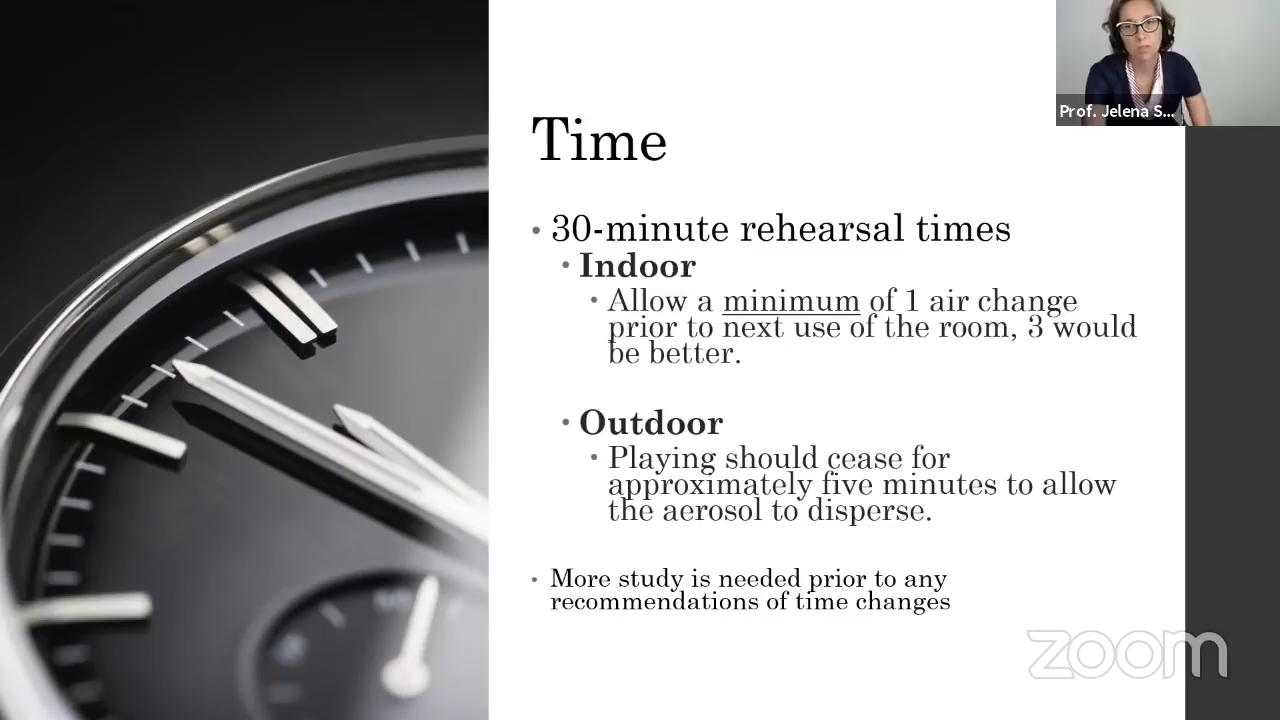 Prof. Jelena S...
Time
• 30-minute rehearsal times
• Indoor
• Allow a minimum of 1 air change
prior to next use of the room, 3 would
be better.
• Outdoor
• Playing should cease for
approximately five minutes to allow
the aerosol to disperse.
• More study is needed prior to any
recommendations of time changes
zoom